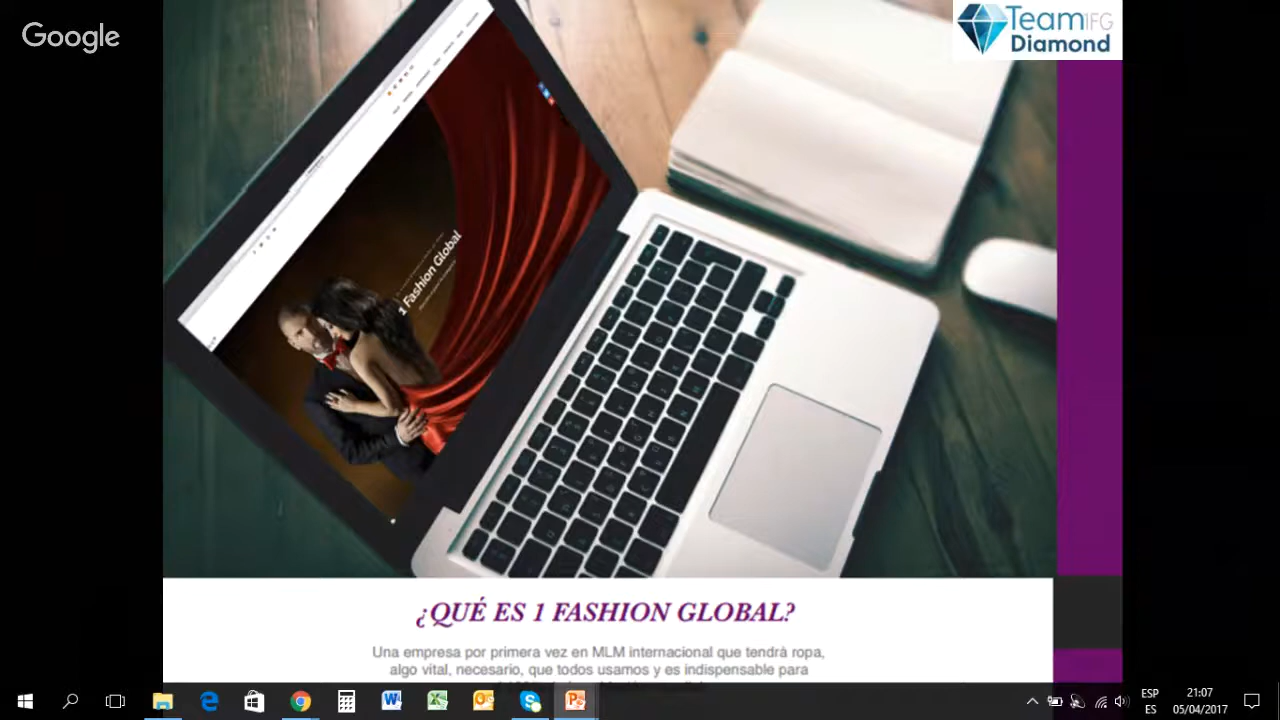 Google
Team 1FG
Diamond
1 Fashion Global
¿QUÉ ES 1 FASHION GLOBAL?
Una empresa por primera vez en MLM internacional que tendrá ropa,
algo vital, necesario, que todos usamos y es indispensable para
ESP
ES
21:07
05/04/2017